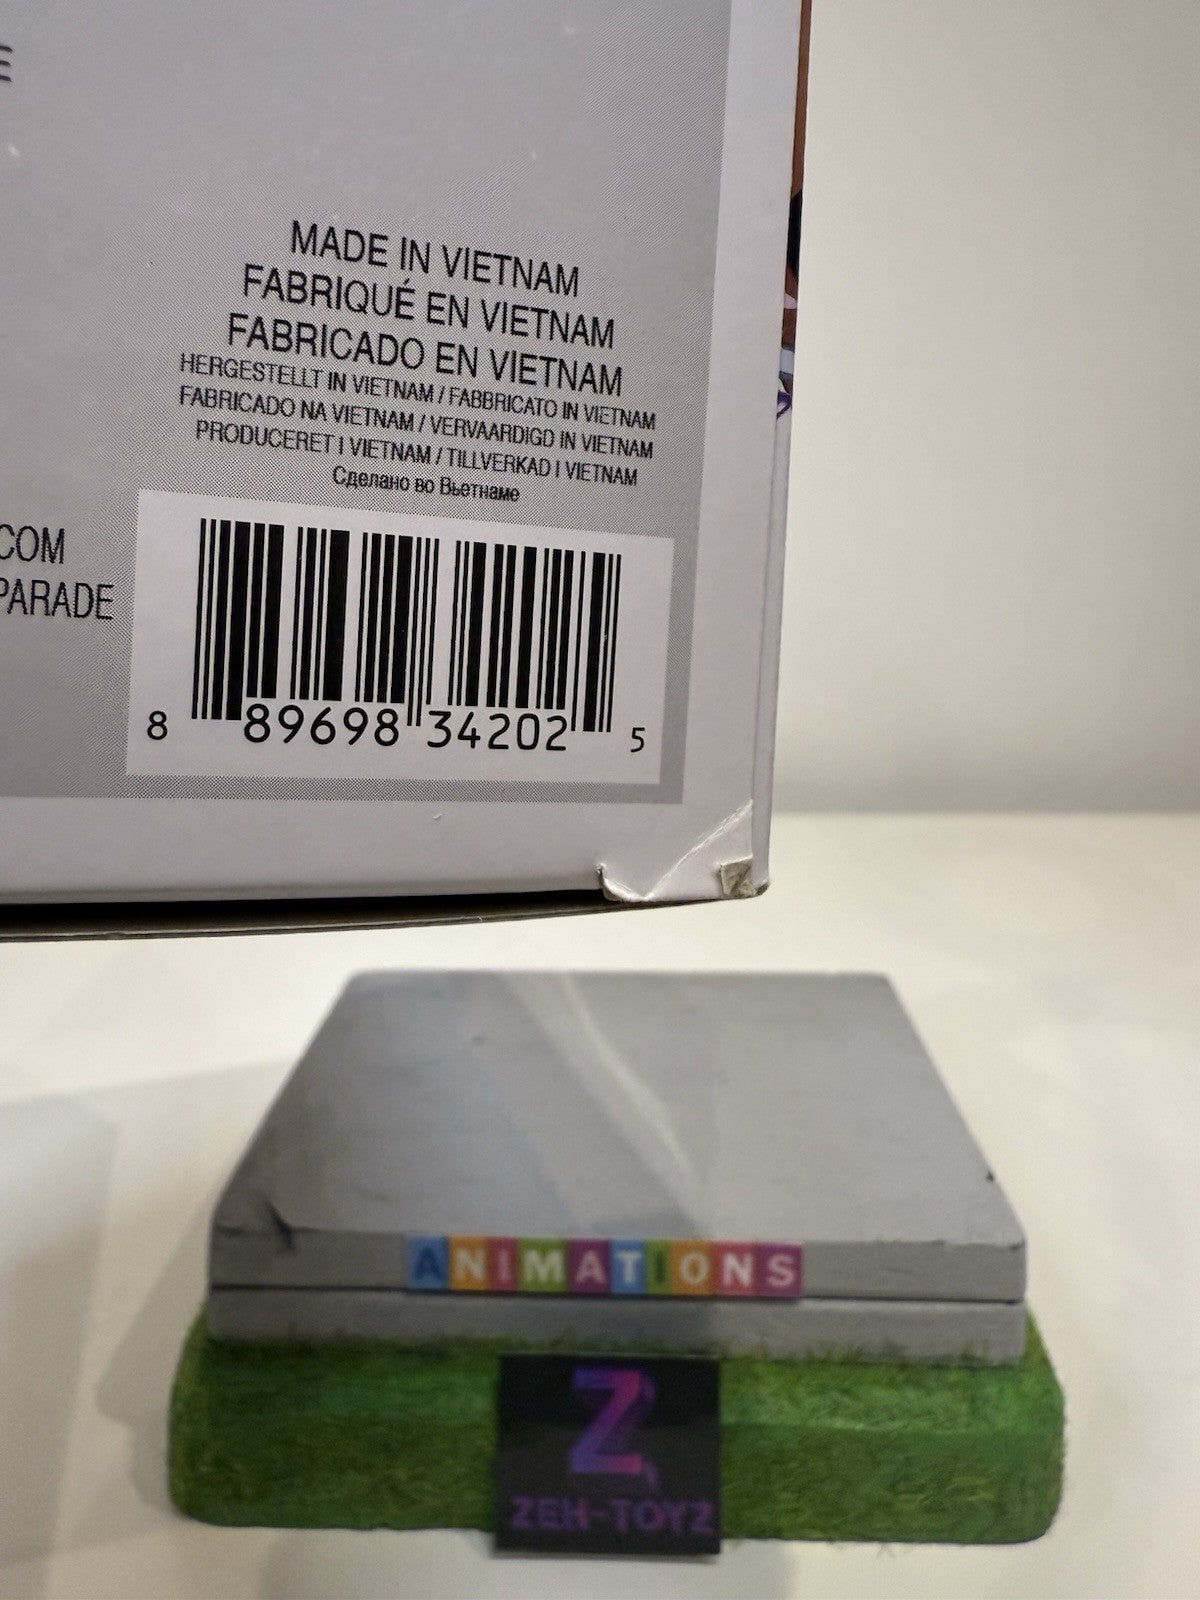 E
MADE IN VIETNAM
FABRIQUÉ EN VIETNAM
FABRICADO EN VIETNAM
HERGESTELLT IN VIETNAM / FABBRICATO IN VIETNAM
FABRICADO NA VIETNAM / VERVAARDIGD IN VIETNAM
PRODUCERET I VIETNAM / TILLVERKAD I VIETNAM
Сделано во Вьетнаме
COM
PARADE
8 89698 34202 5
ANIMATIONS
Z
ZEH-TOYZ